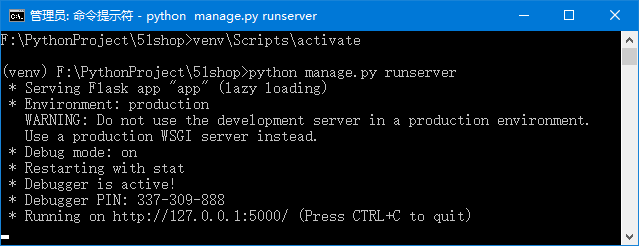 管理员: 命令提示符 - python  manage.py runserver
F:\PythonProject\51shop>venv\Scripts\activate
(venv) F:\PythonProject\51shop>python manage.py runserver
 * Serving Flask app "app" (lazy loading)
 * Environment: production
   WARNING: Do not use the development server in a production environment.
   Use a production WSGI server instead.
 * Debug mode: on
 * Restarting with stat
 * Debugger is active!
 * Debugger PIN: 337-309-888
 * Running on http://127.0.0.1:5000/ (Press CTRL+C to quit)